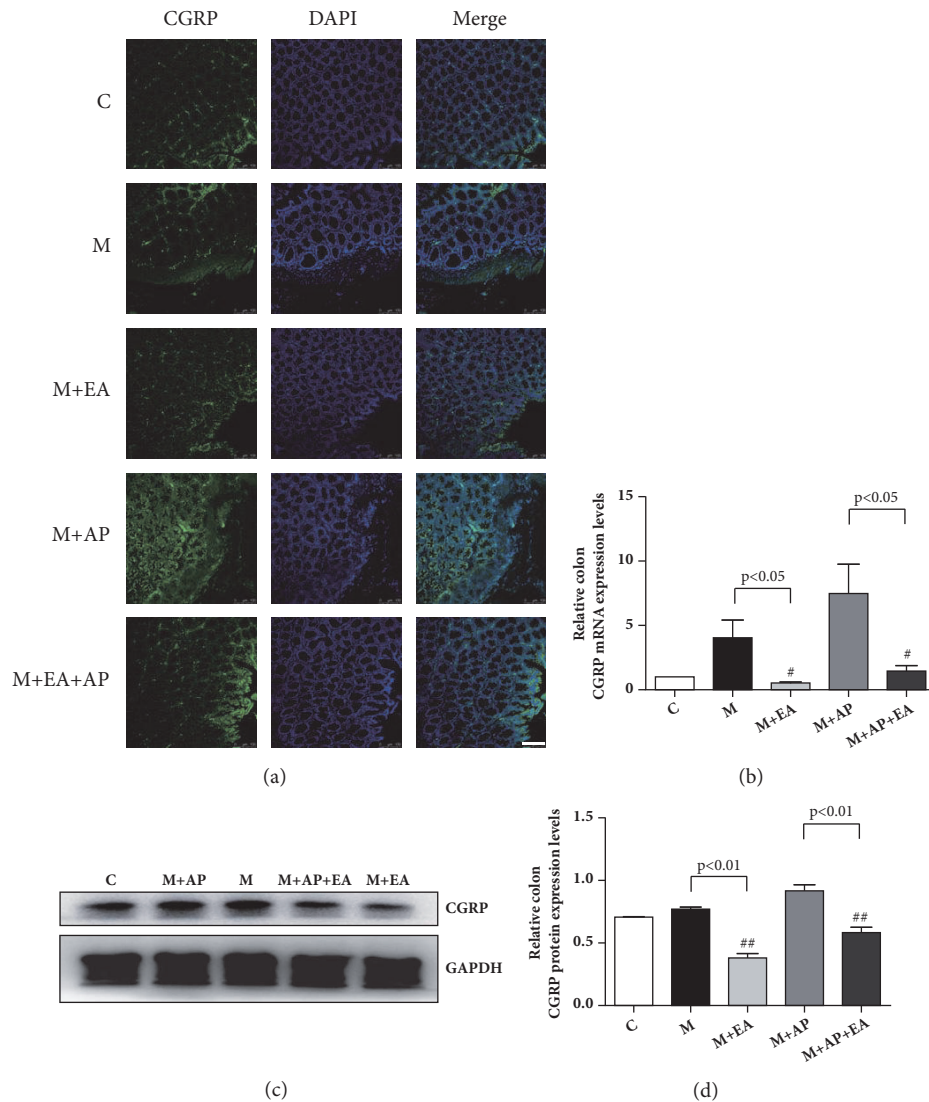 CGRP DAPI Merge
C
M
M+EA
M+AP
M+EA+AP
(a)
Relative colon
CGRP mRNA expression levels
15
10
5
0
p<0.05
p<0.05
#
#
C M M+EA M+AP M+AP+EA
(b)
C M+AP M M+AP+EA M+EA
CGRP
GAPDH
(c)
Relative colon
CGRP protein expression levels
1.5
1.0
0.5
0.0
p<0.01
p<0.01
##
##
C M M+EA M+AP M+AP+EA
(d)